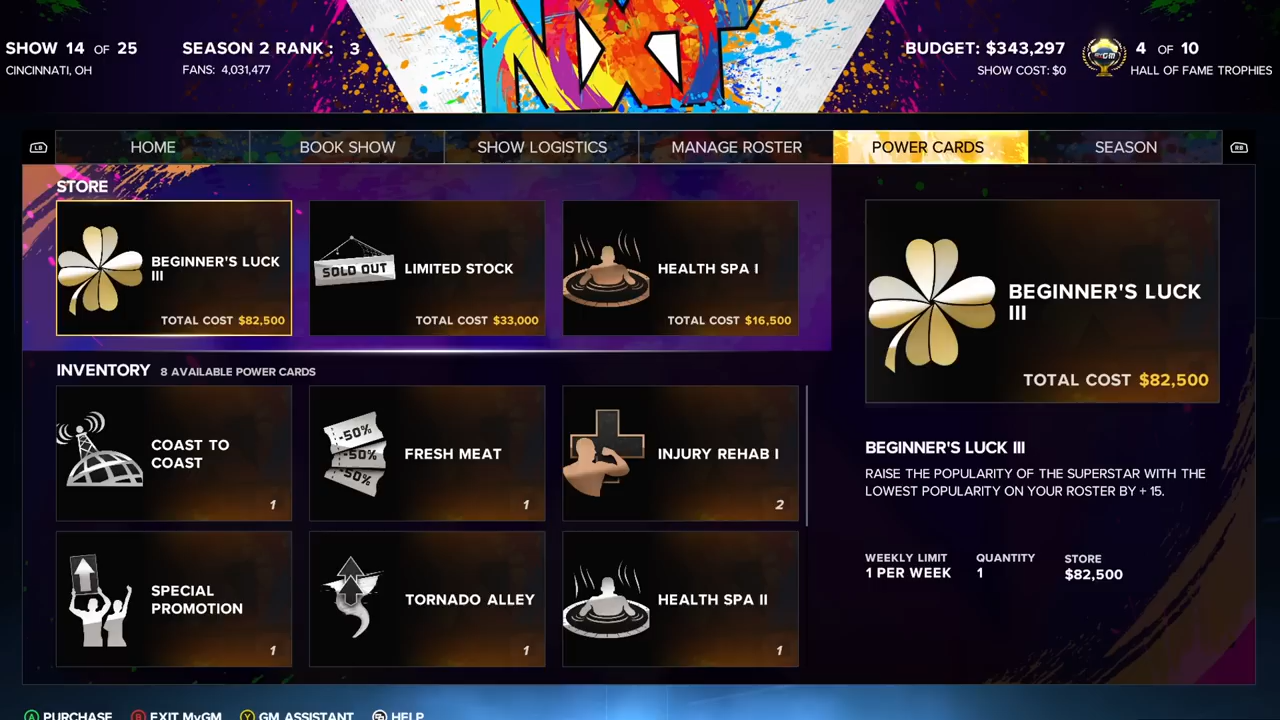 SHOW 14 OF 25
CINCINNATI, OH
SEASON 2 RANK : 3
FANS: 4,031,477
NXT
BUDGET: $343,297
SHOW COST: $0
GM
4 OF 10
HALL OF FAME TROPHIES
LB
HOME
BOOK SHOW
SHOW LOGISTICS
MANAGE ROSTER
POWER CARDS
SEASON
RB
STORE
BEGINNER'S LUCK
III
TOTAL COST $82,500
SOLD OUT
LIMITED STOCK
TOTAL COST $33,000
HEALTH SPA I
TOTAL COST $16,500
INVENTORY 8 AVAILABLE POWER CARDS
COAST TO
COAST
1
-50%
-50%
-50%
FRESH MEAT
1
INJURY REHAB I
2
SPECIAL
PROMOTION
1
TORNADO ALLEY
1
HEALTH SPA II
1
BEGINNER'S LUCK
III
TOTAL COST $82,500
BEGINNER'S LUCK III
RAISE THE POPULARITY OF THE SUPERSTAR WITH THE
LOWEST POPULARITY ON YOUR ROSTER BY + 15.
WEEKLY LIMIT
1 PER WEEK
QUANTITY
1
STORE
$82,500
A PURCHASE
B EXIT MyGM
Y GM ASSISTANT
HELP